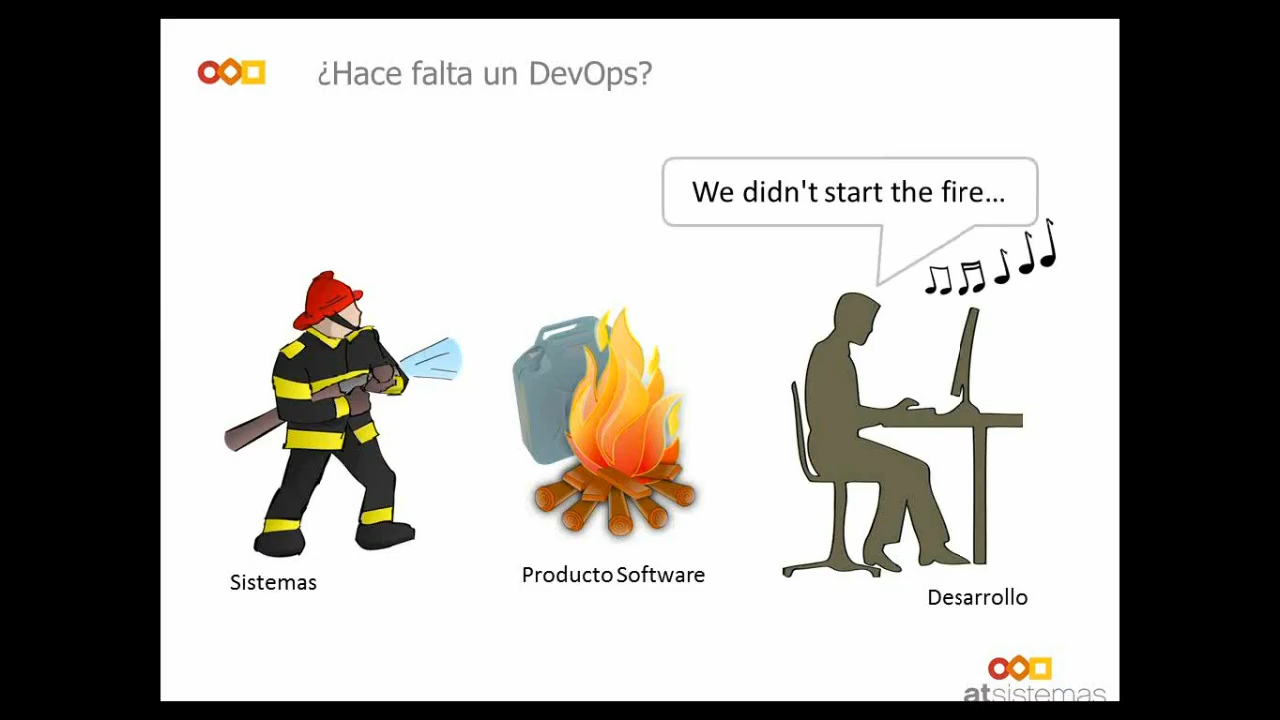 ¿Hace falta un DevOps?
We didn't start the fire...
Sistemas
Producto Software
Desarrollo
atsistemas